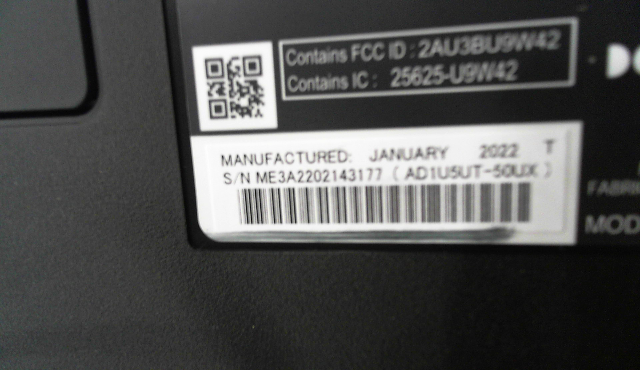 Contains FCC ID : 2AU3BU9W42
Contains IC : 25625-U9W42
MANUFACTURED: JANUARY 2022 T
S/N ME3A2202143177 ( AD1U5UT-50UX )